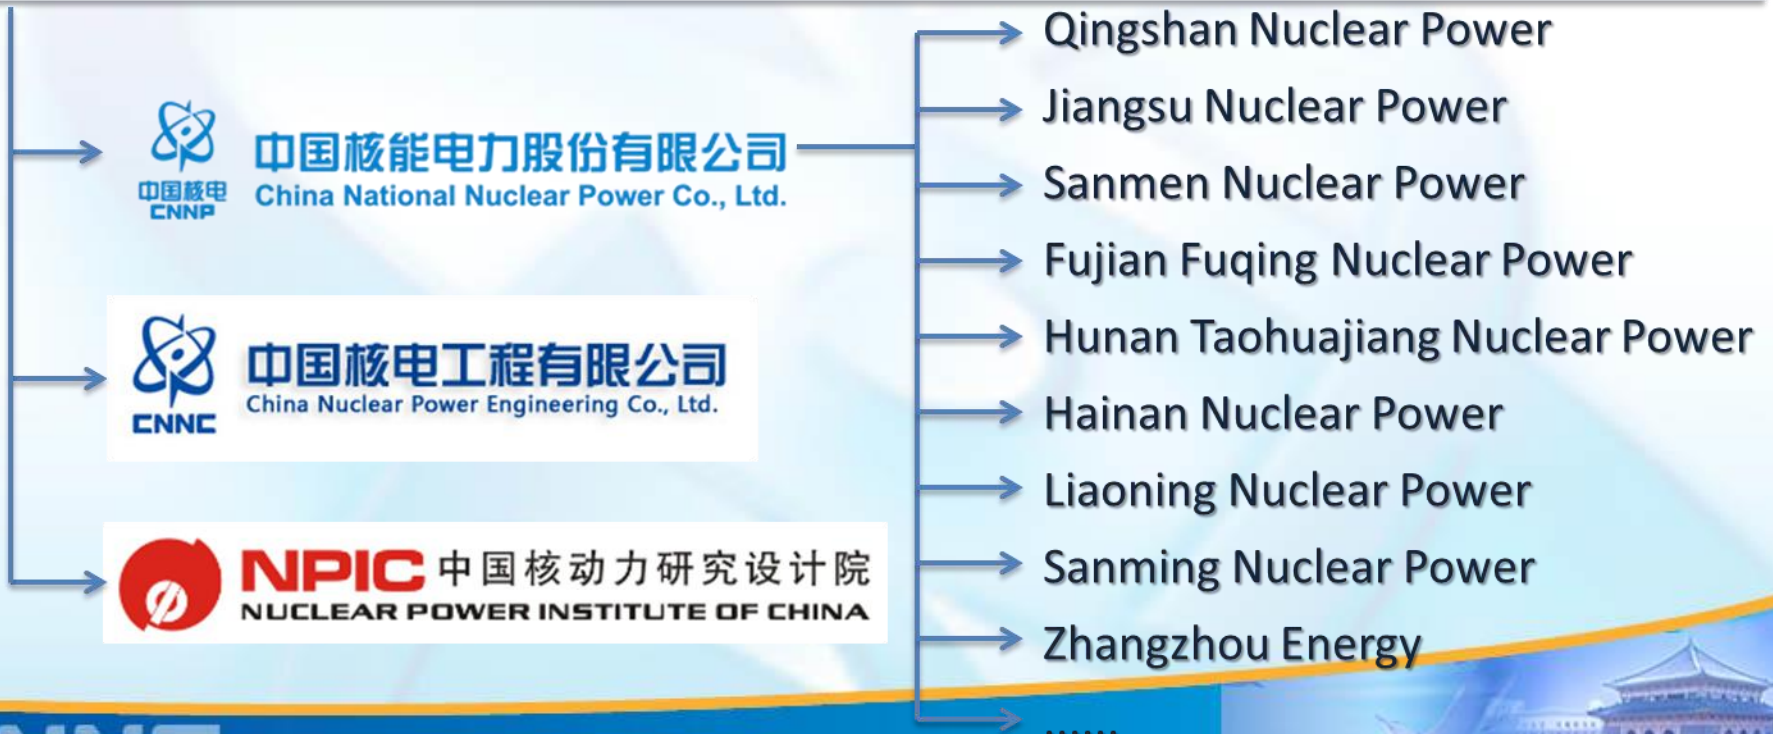 中国核电
CNNP
中国核能电力股份有限公司
China National Nuclear Power Co., Ltd.
CNNC
中国核电工程有限公司
China Nuclear Power Engineering Co., Ltd.
NPIC 中国核动力研究设计院
NUCLEAR POWER INSTITUTE OF CHINA
Qingshan Nuclear Power
Jiangsu Nuclear Power
Sanmen Nuclear Power
Fujian Fuqing Nuclear Power
Hunan Taohuajiang Nuclear Power
Hainan Nuclear Power
Liaoning Nuclear Power
Sanming Nuclear Power
Zhangzhou Energy
......